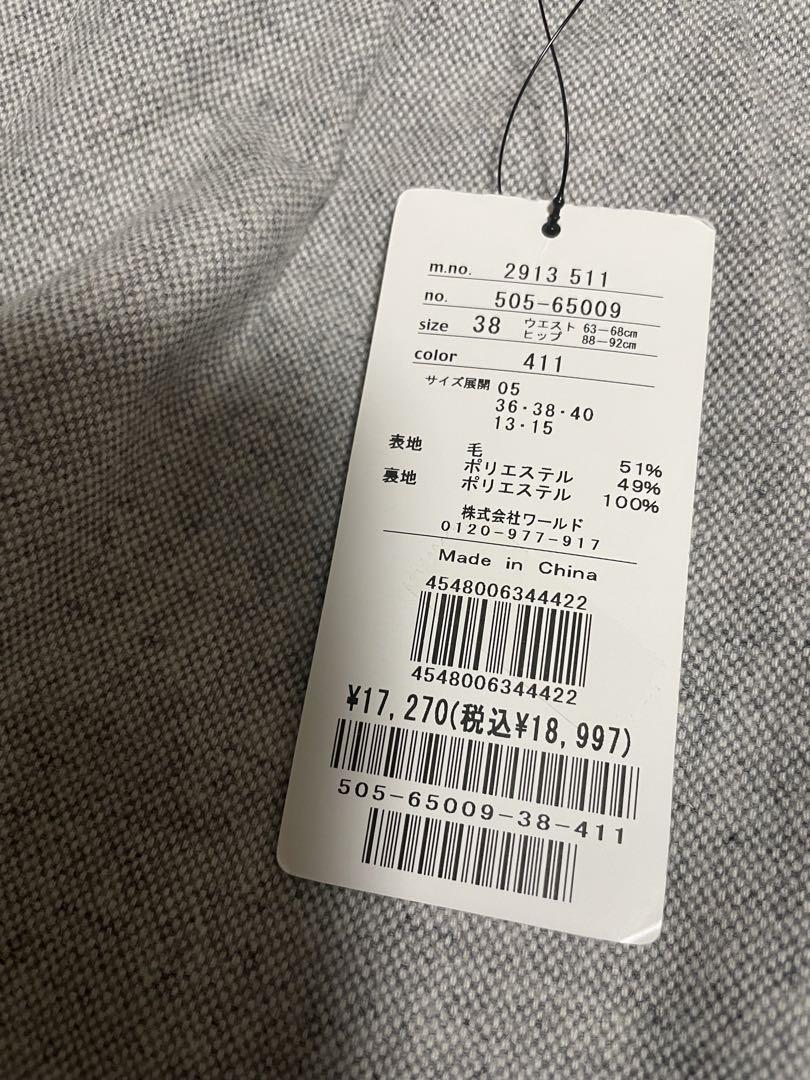 m.no. 2913 511
no. 505-65009
size 38 ウエスト 63-68cm
ヒップ 88-92cm
color 411
サイズ展開 05
36・38・40
13・15
表地 毛 51%
ポリエステル 49%
裏地 ポリエステル 100%
株式会社ワールド
0120-977-917
Made in China
4548006344422
4548006344422
¥17,270(税込¥18,997)
505-65009-38-411